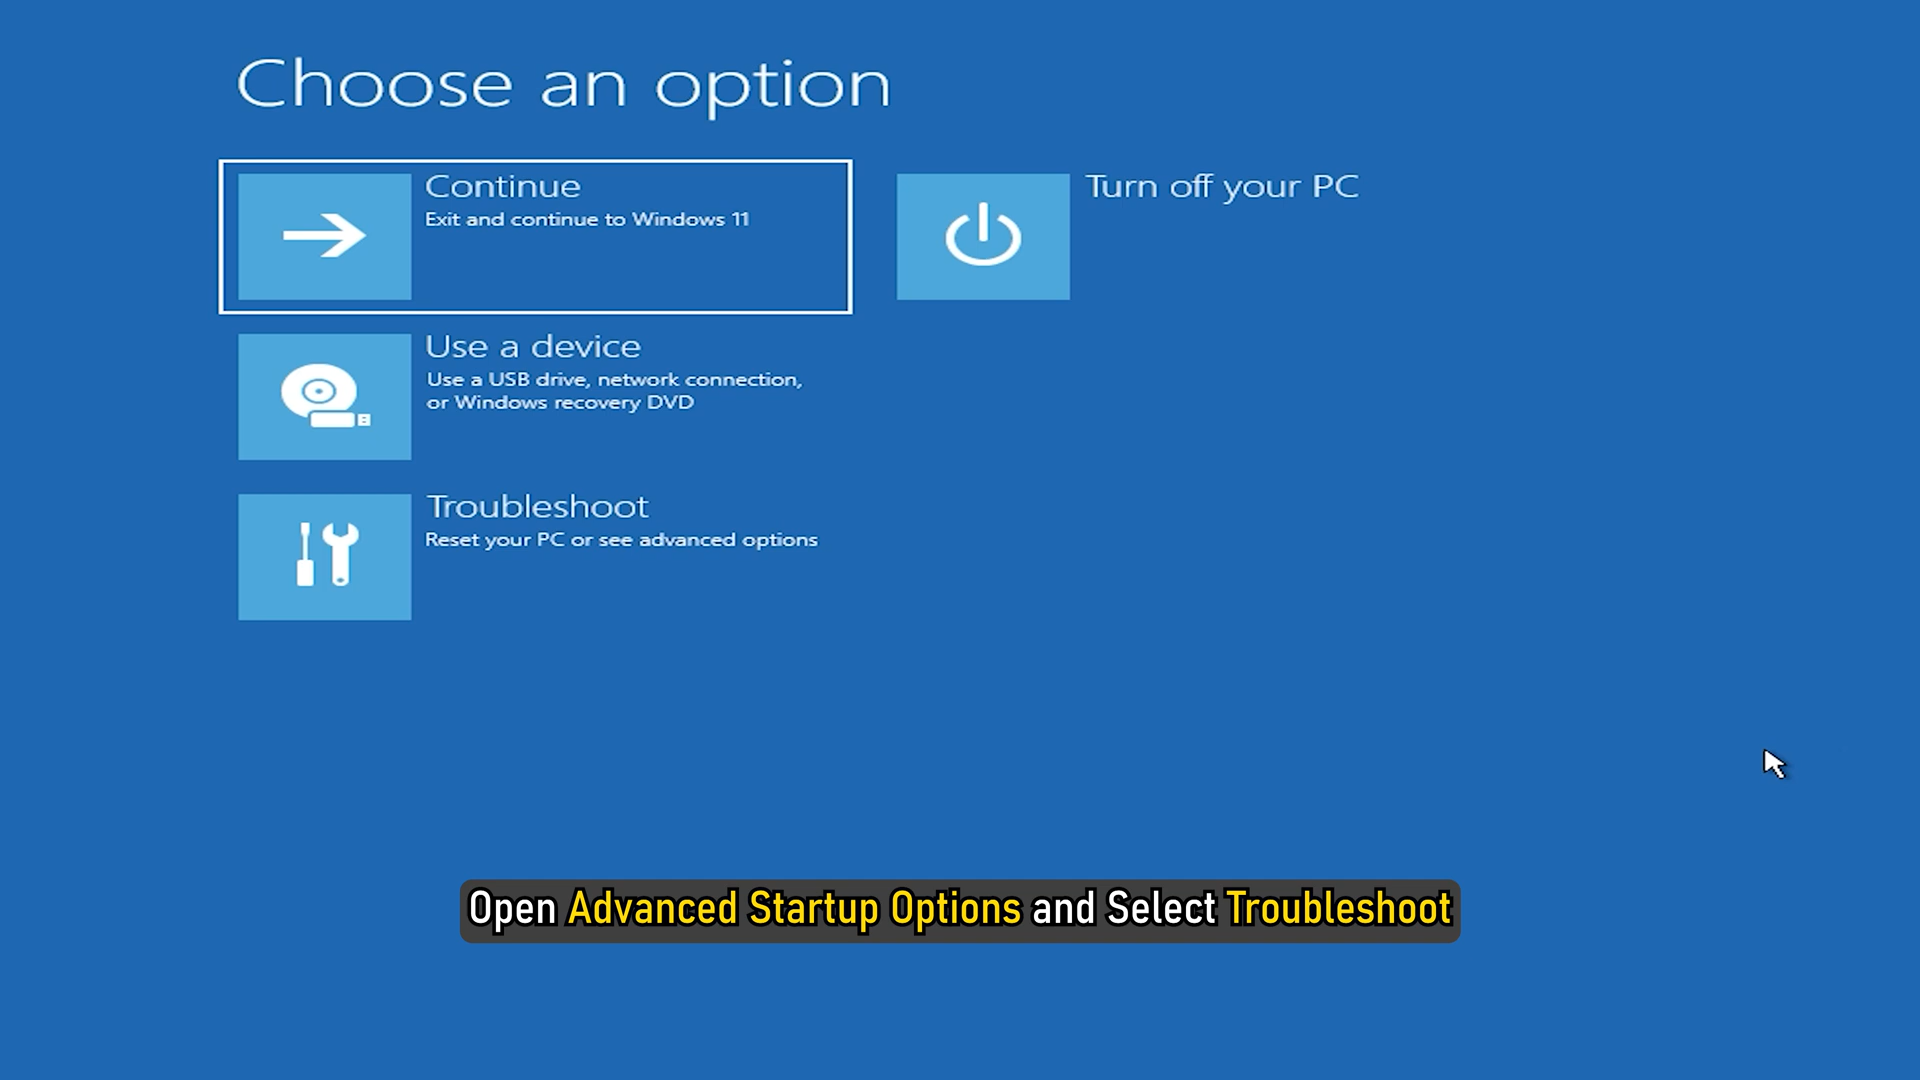 Choose an option
Continue
Exit and continue to Windows 11
Turn off your PC
Use a device
Use a USB drive, network connection,
or Windows recovery DVD
Troubleshoot
Reset your PC or see advanced options
Open Advanced Startup Options and Select Troubleshoot